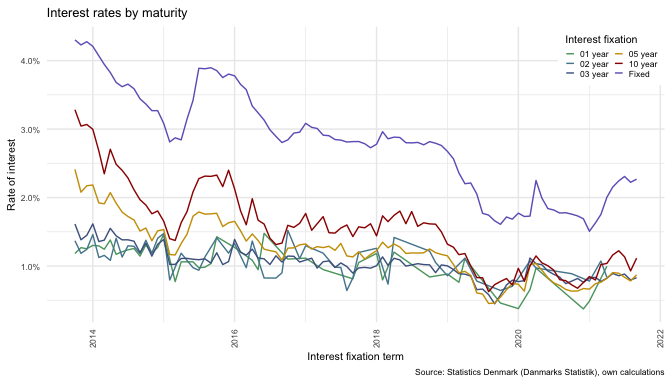 Interest rates by maturity
Interest fixation
01 year
05 year
02 year
10 year
03 year
Fixed
4.0%
3.0%
2.0%
1.0%
Rate of interest
2014
2016
2018
2020
2022
Interest fixation term
Source: Statistics Denmark (Danmarks Statistik), own calculations